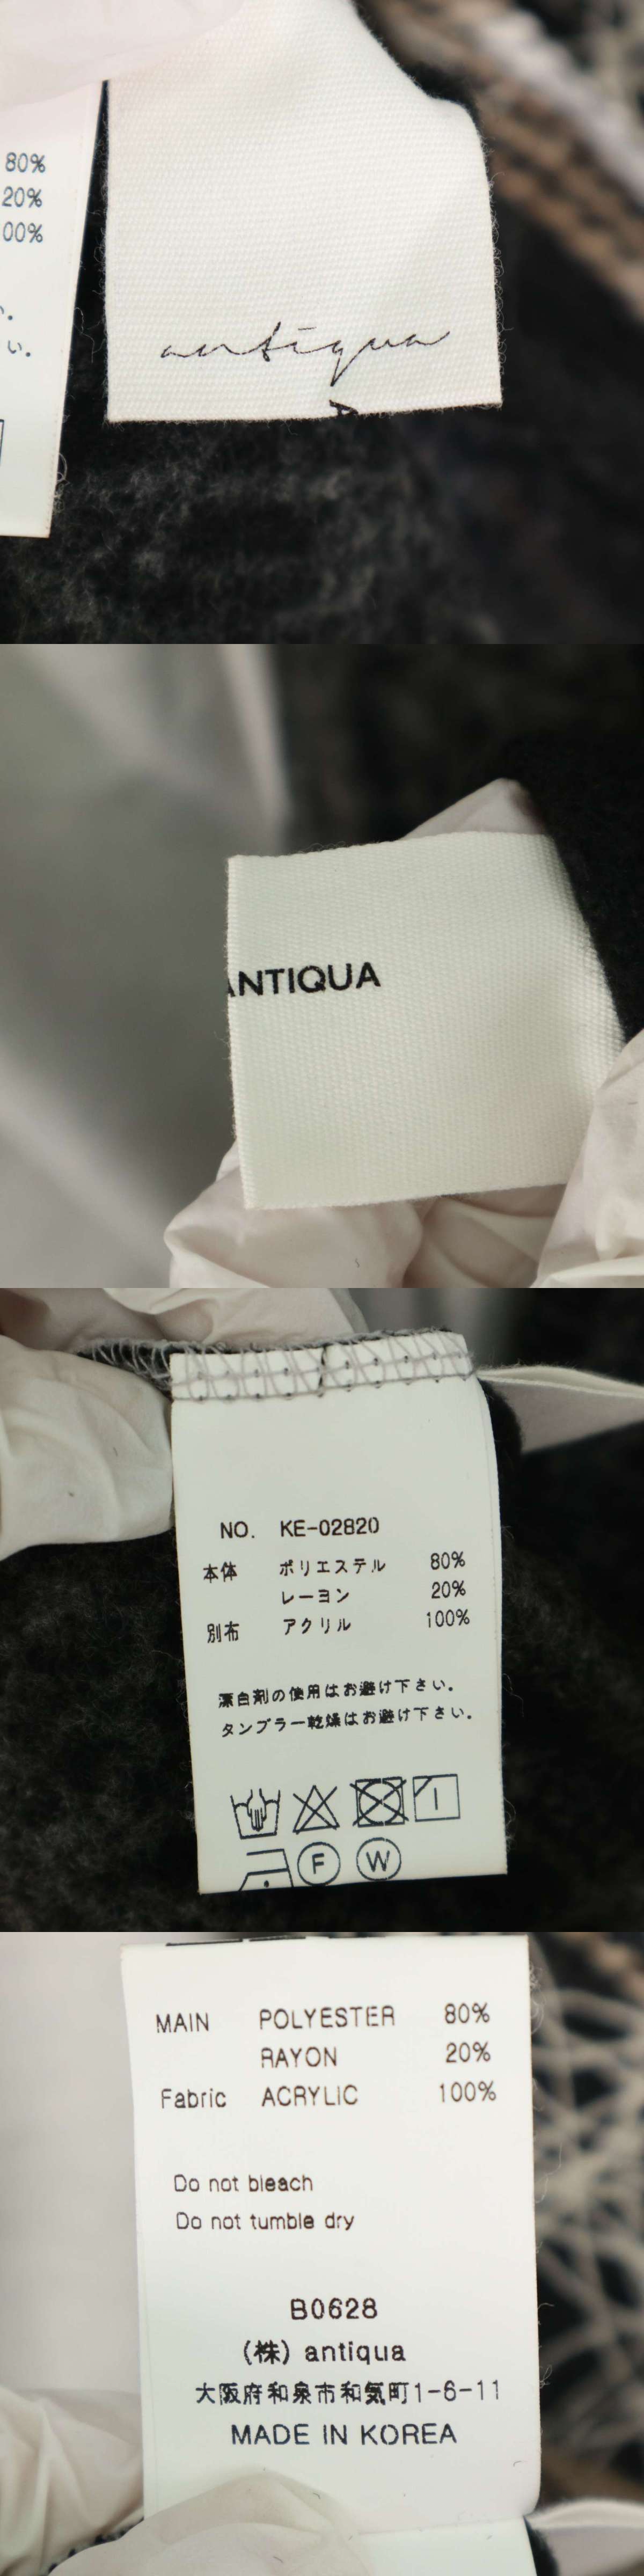 80%
20%
00%
い。
antiqua
ANTIQUA
NO. KE-02820
本体 ポリエステル 80%
レーヨン 20%
別布 アクリル 100%
漂白剤の使用はお避け下さい。
タンブラー乾燥はお避け下さい。
F W
MAIN POLYESTER 80%
RAYON 20%
Fabric ACRYLIC 100%
Do not bleach
Do not tumble dry
B0628
(株) antiqua
大阪府和泉市和気町1-6-11
MADE IN KOREA